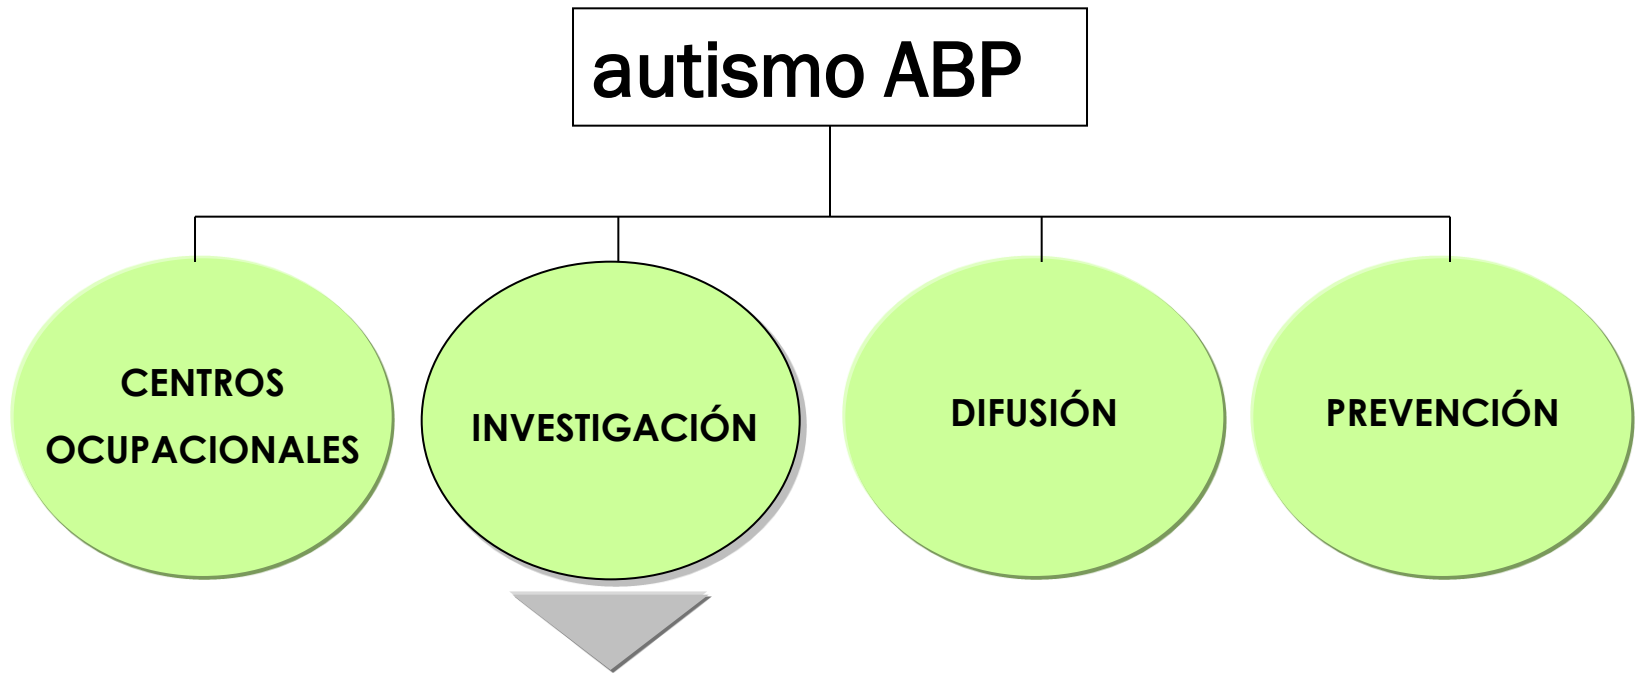 autismo ABP
CENTROS
OCUPACIONALES
INVESTIGACIÓN
DIFUSIÓN
PREVENCIÓN